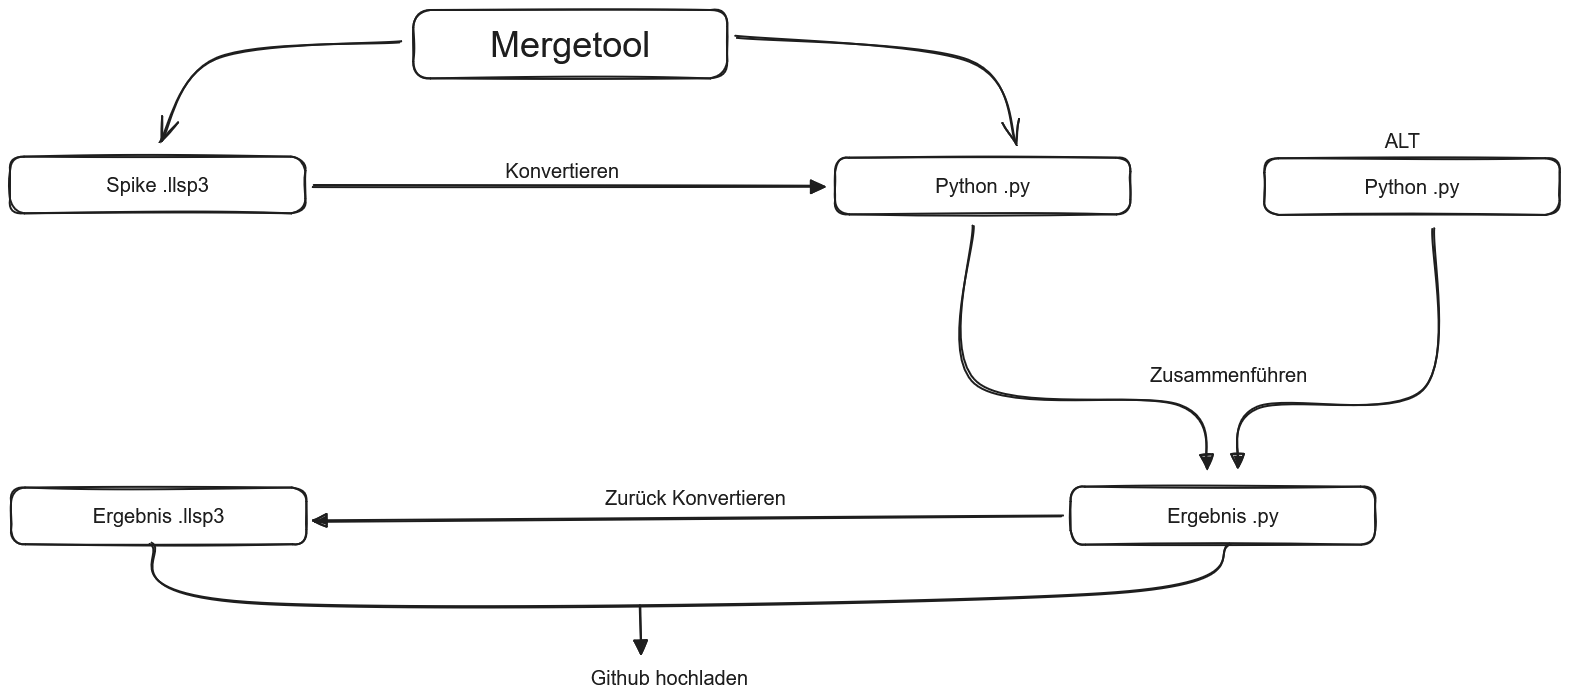 Mergetool
ALT
Konvertieren
Spike .llsp3
Python .py
Python .py
Zusammenführen
Zurück Konvertieren
Ergebnis .llsp3
Ergebnis .py
Github hochladen